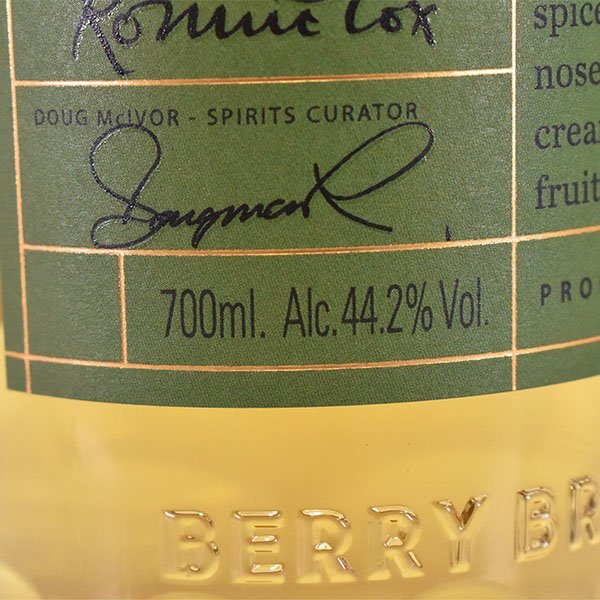 Ronnie Cox
DOUG McIVOR - SPIRITS CURATOR
700ml. Alc.44.2% Vol.
spice
nose
crea
fruit
PRO
BERRY BR